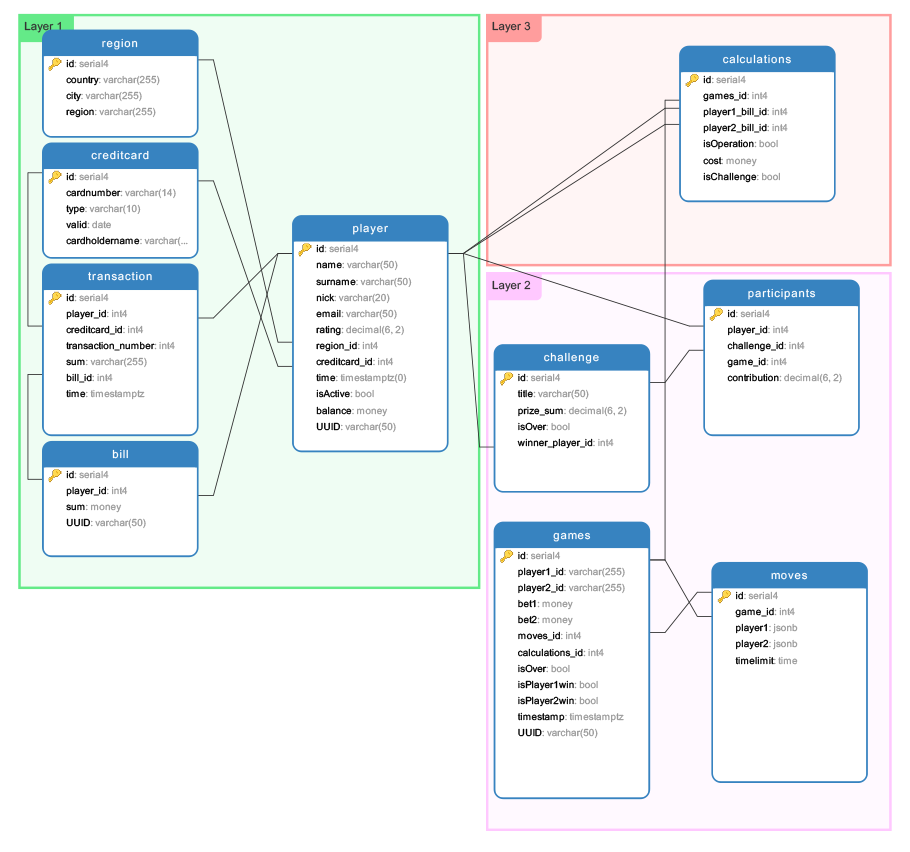 Layer 1
region
id: serial4
country: varchar(255)
city: varchar(255)
region: varchar(255)
creditcard
id: serial4
cardnumber: varchar(14)
type: varchar(10)
valid: date
cardholdername: varchar(...
transaction
id: serial4
player_id: int4
creditcard_id: int4
transaction_number: int4
sum: varchar(255)
bill_id: int4
time: timestamptz
bill
id: serial4
player_id: int4
sum: money
UUID: varchar(50)
player
id: serial4
name: varchar(50)
surname: varchar(50)
nick: varchar(20)
email: varchar(50)
rating: decimal(6, 2)
region_id: int4
creditcard_id: int4
time: timestamptz(0)
isActive: bool
balance: money
UUID: varchar(50)
Layer 3
calculations
id: serial4
games_id: int4
player1_bill_id: int4
player2_bill_id: int4
isOperation: bool
cost: money
isChallenge: bool
Layer 2
participants
id: serial4
player_id: int4
challenge_id: int4
game_id: int4
contribution: decimal(6, 2)
challenge
id: serial4
title: varchar(50)
prize_sum: decimal(6, 2)
isOver: bool
winner_player_id: int4
games
id: serial4
player1_id: varchar(255)
player2_id: varchar(255)
bet1: money
bet2: money
moves_id: int4
calculations_id: int4
isOver: bool
isPlayer1win: bool
isPlayer2win: bool
timestamp: timestamptz
UUID: varchar(50)
moves
id: serial4
game_id: int4
player1: jsonb
player2: jsonb
timelimit: time